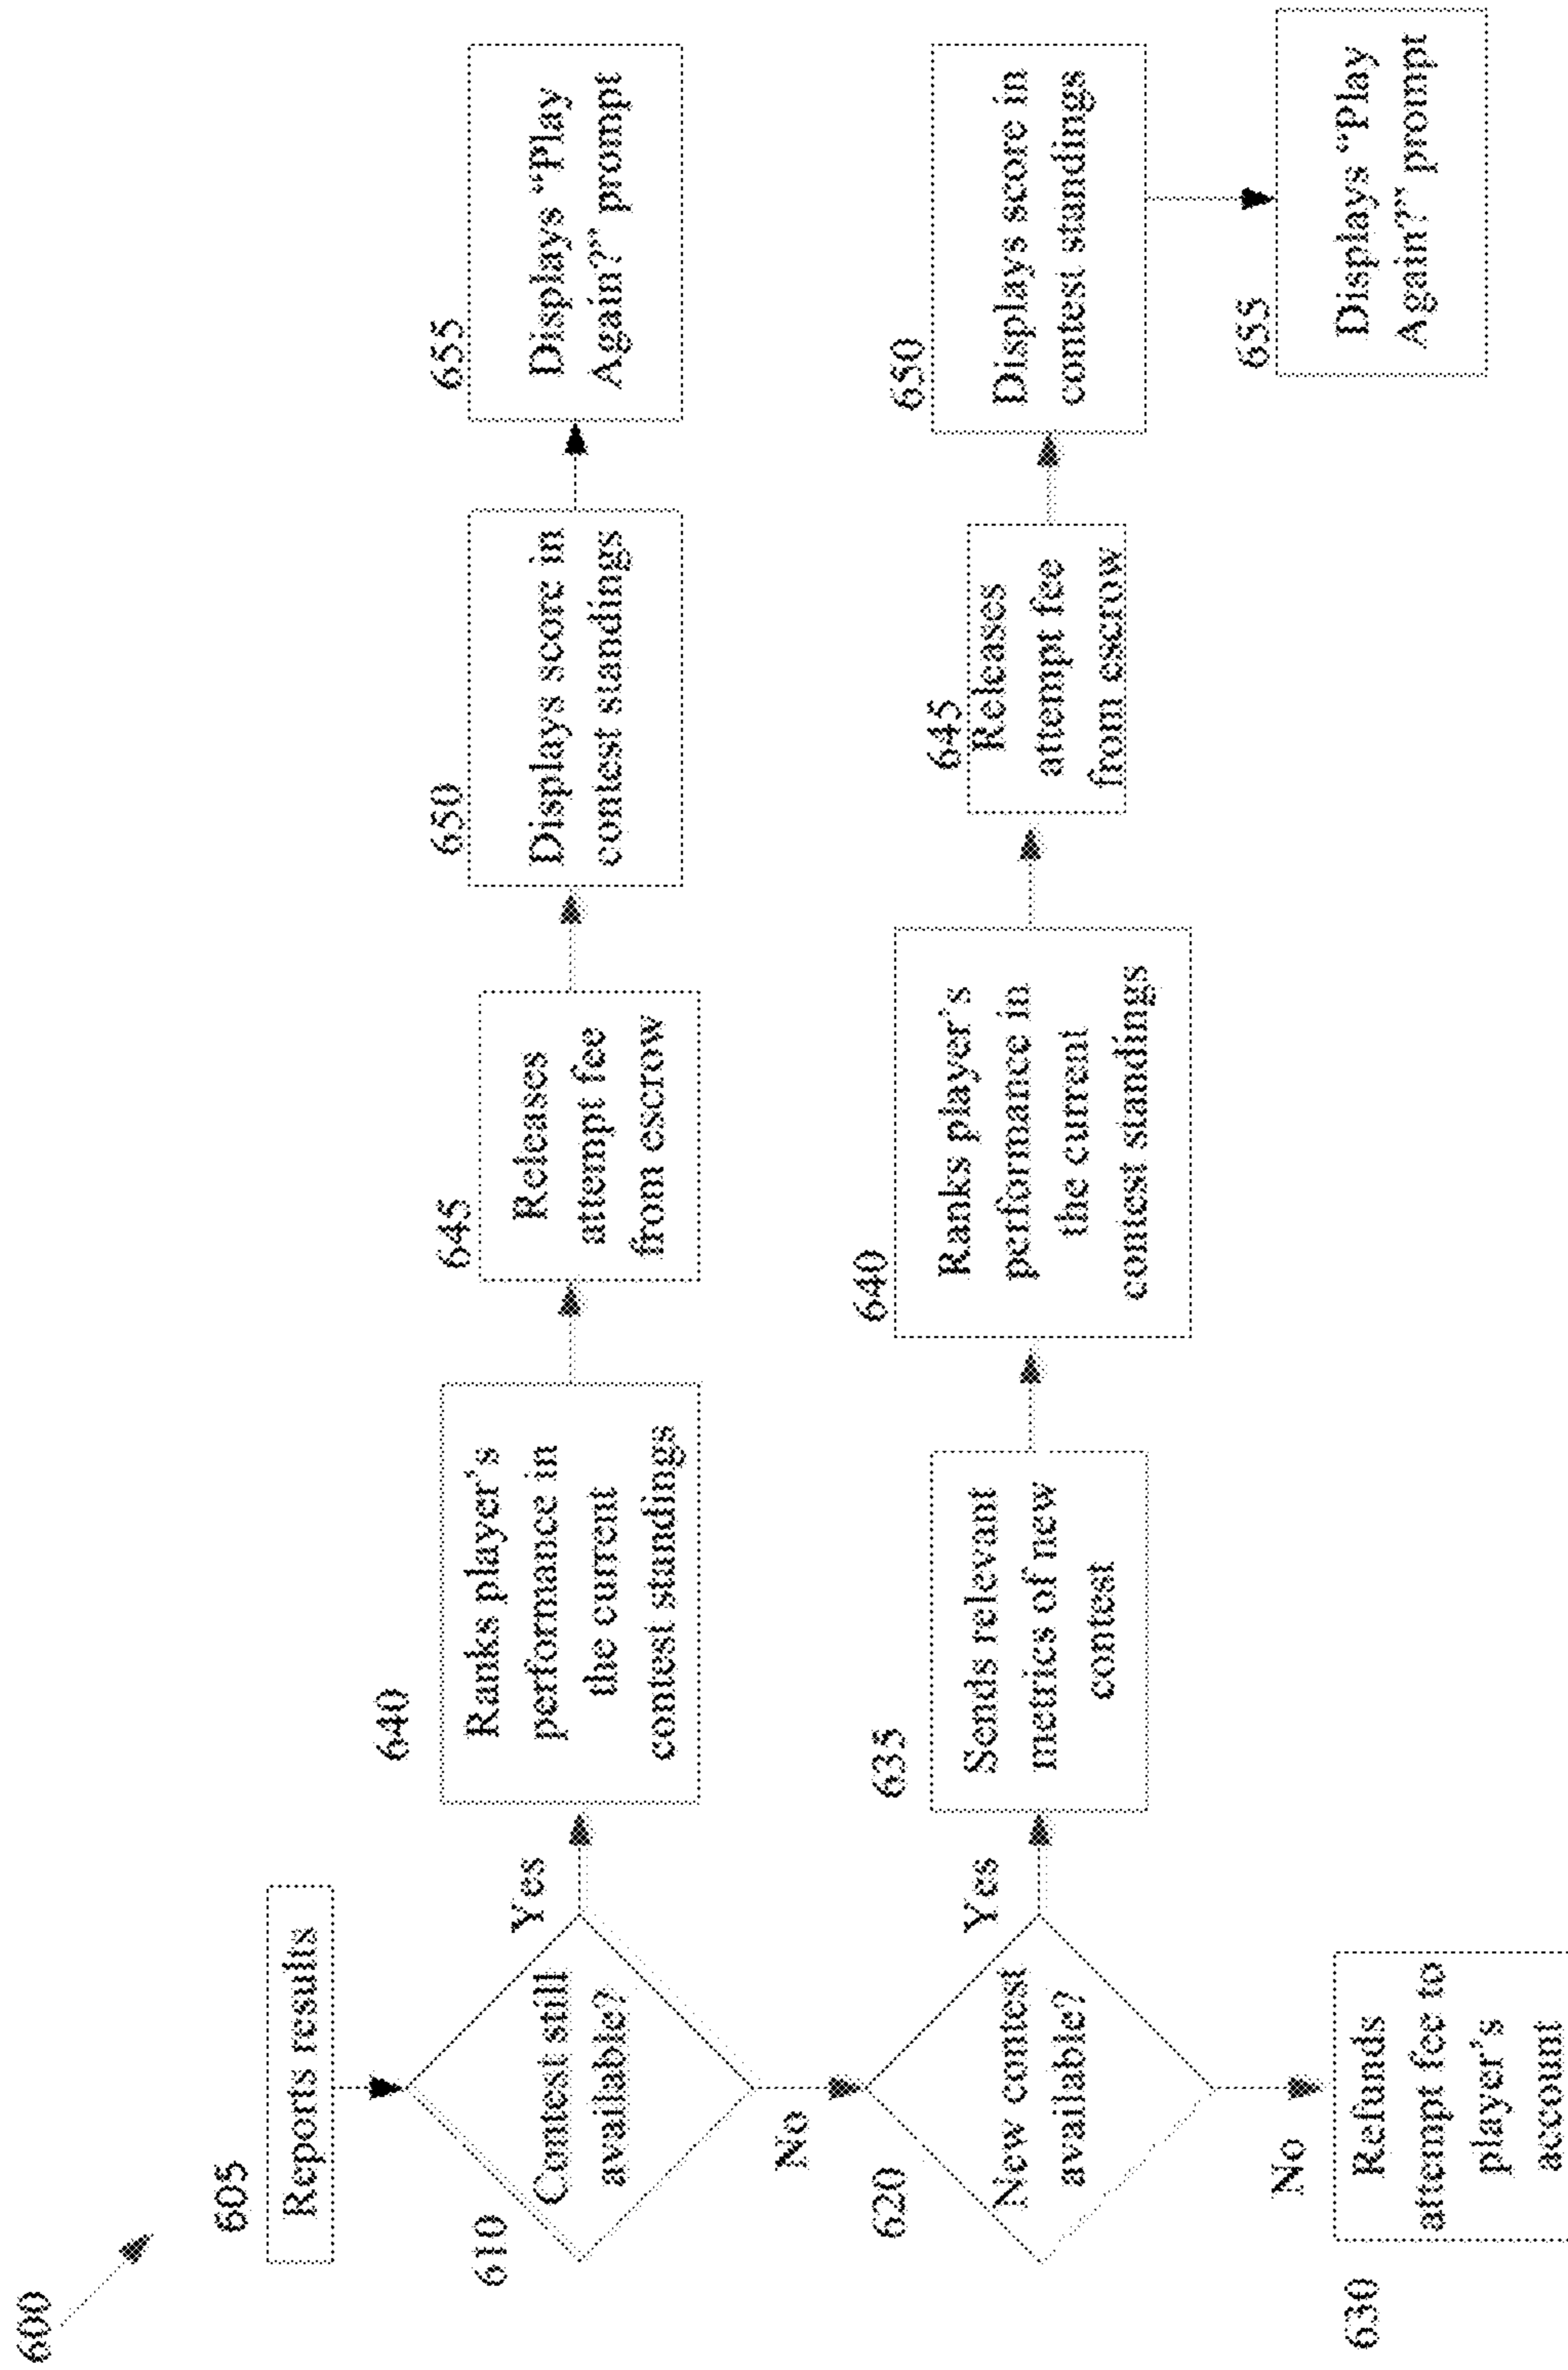 600
605
Reports results
610
Contest still
available?
Yes
640
Ranks player's
performance in
the current
contest standings
645
Releases
attempt fee
from escrow
650
Displays score in
contest standings
655
Displays "Play
Again?" prompt
No
620
New contest
available?
Yes
635
Sends relevant
metrics of new
contest
640
Ranks player's
performance in
the current
contest standings
645
Releases
attempt fee
from escrow
650
Displays score in
contest standings
655
Displays "Play
Again?" prompt
No
630
Refunds
attempt fee to
player's
account